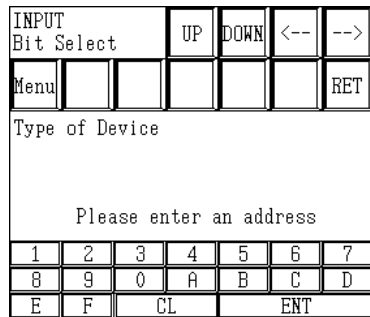 INPUT
Bit Select
UP DOWN <-- -->
Menu RET
Type of Device
Please enter an address
1 2 3 4 5 6 7
8 9 0 A B C D
E F CL ENT